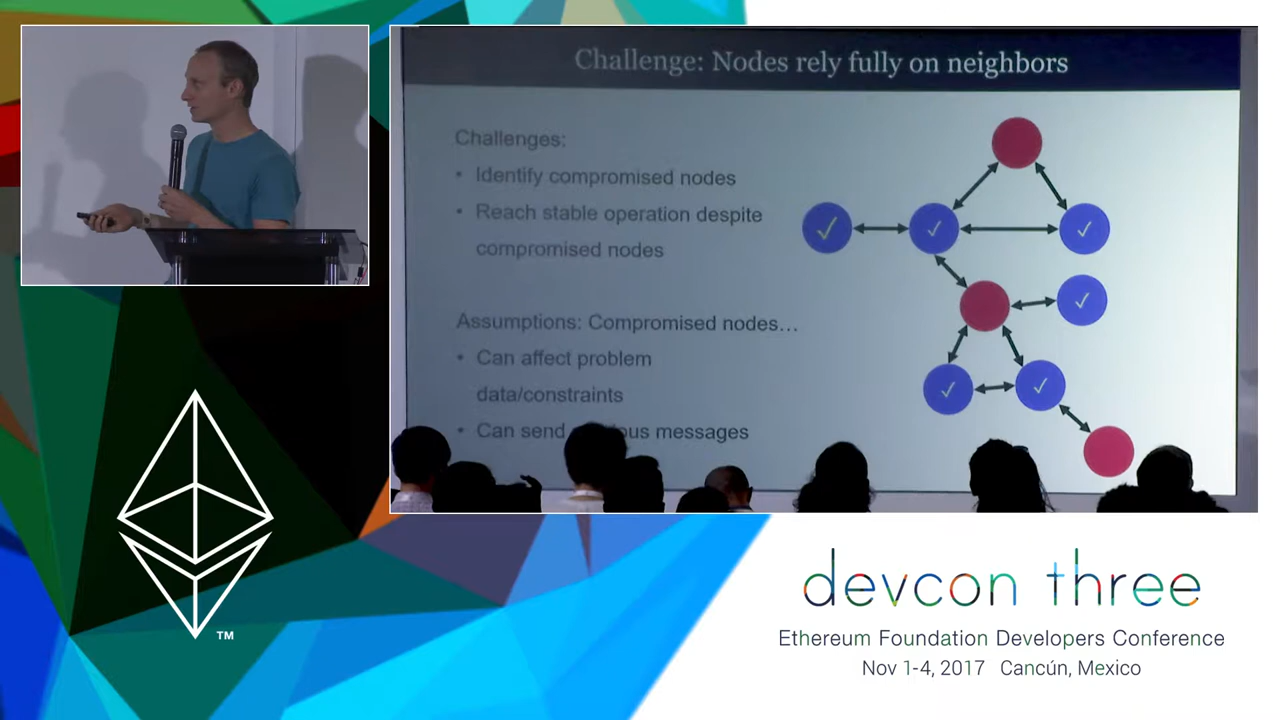 Challenge: Nodes rely fully on neighbors
Challenges:
• Identify compromised nodes
• Reach stable operation despite
compromised nodes
Assumptions: Compromised nodes…
• Can affect problem
data/constraints
• Can send messages
TM
devcon three
Ethereum Foundation Developers Conference
Nov 1-4, 2017 Cancún, Mexico